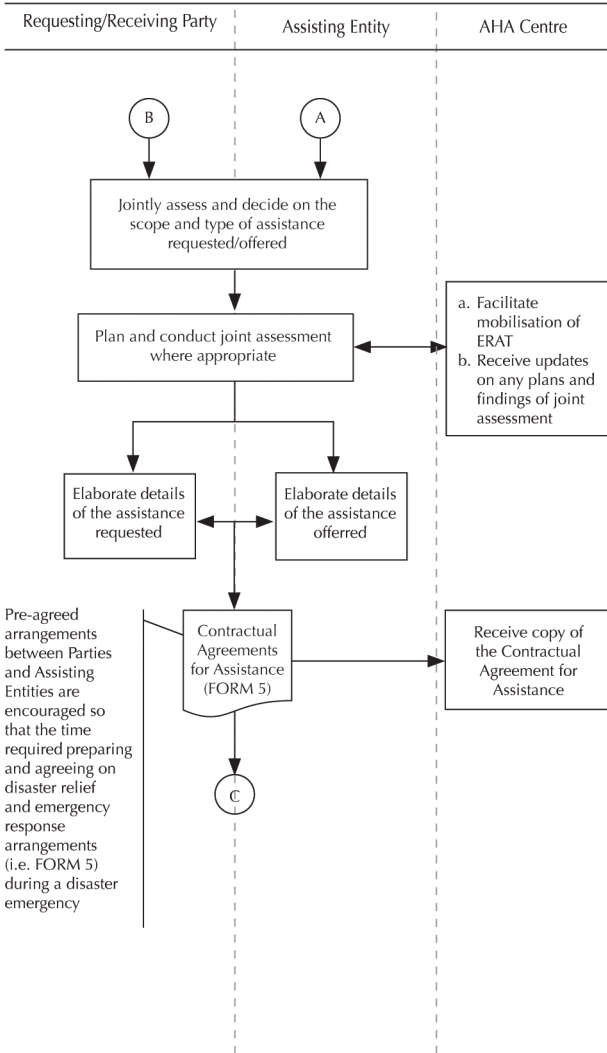 Requesting/Receiving Party
Assisting Entity
AHA Centre
B
A
Jointly assess and decide on the
scope and type of assistance
requested/offered
Plan and conduct joint assessment
where appropriate
a. Facilitate
mobilisation of
ERAT
b. Receive updates
on any plans and
findings of joint
assessment
Elaborate details
of the assistance
requested
Elaborate details
of the assistance
offerred
Pre-agreed
arrangements
between Parties
and Assisting
Entities are
encouraged so
that the time
required preparing
and agreeing on
disaster relief
and emergency
response
arrangements
(i.e. FORM 5)
during a disaster
emergency
Contractual
Agreements
for Assistance
(FORM 5)
Receive copy of
the Contractual
Agreement for
Assistance
C